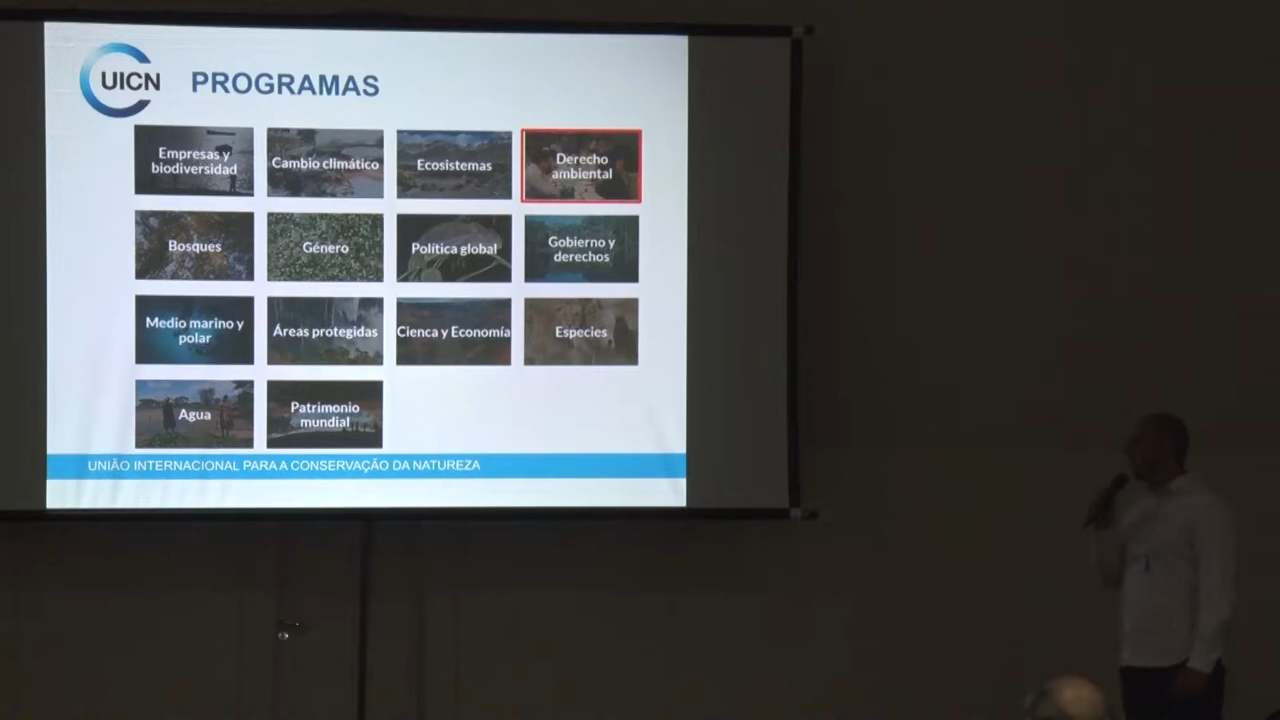 UICN
PROGRAMAS
Empresas y
biodiversidad
Cambio climático
Ecosistemas
Derecho
ambiental
Bosques
Género
Política global
Gobierno y
derechos
Medio marino y
polar
Áreas protegidas
Cienca y Economía
Especies
Agua
Patrimonio
mundial
UNIÃO INTERNACIONAL PARA A CONSERVAÇÃO DA NATUREZA